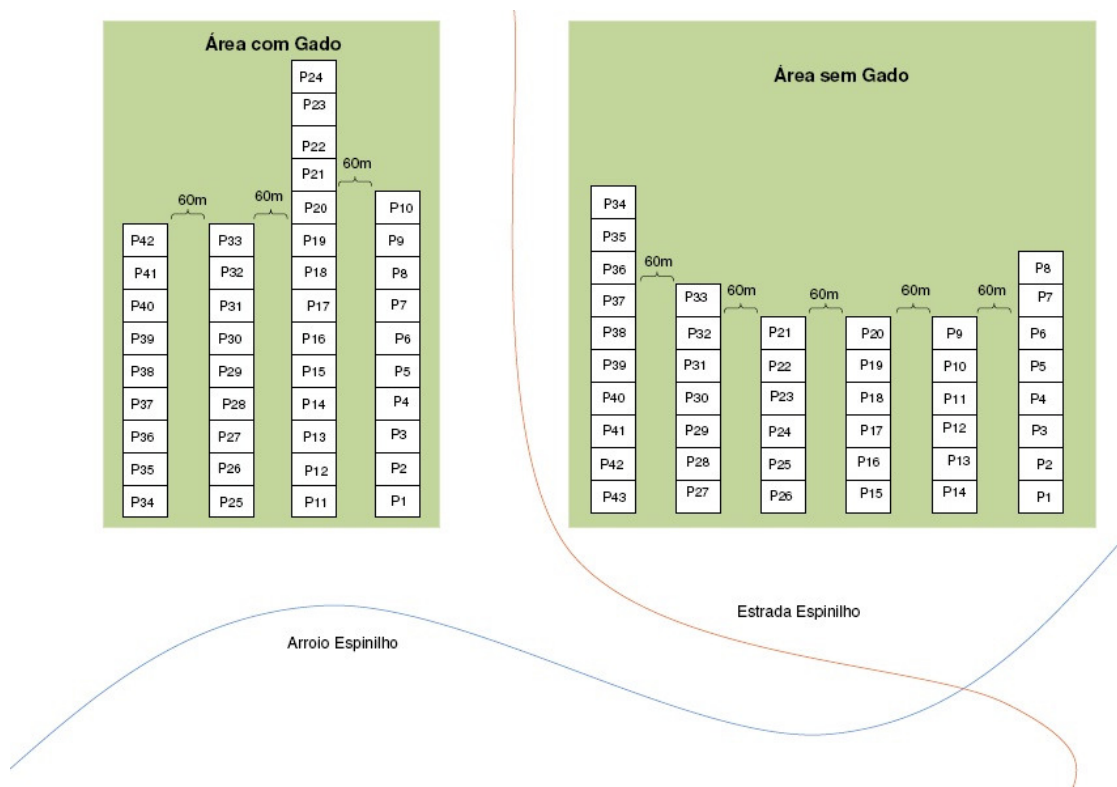 Área com Gado
P24
P23
P22
P21
60m
60m
60m
P20
P10
P42
P33
P19
P9
P41
P32
P18
P8
P40
P31
P17
P7
P39
P30
P16
P6
P38
P29
P15
P5
P37
P28
P14
P4
P36
P27
P13
P3
P35
P26
P12
P2
P34
P25
P11
P1
Área sem Gado
P34
P35
P36
60m
P8
P37
P33
60m
60m
60m
60m
P7
P38
P32
P21
P20
P9
P6
P39
P31
P22
P19
P10
P5
P40
P30
P23
P18
P11
P4
P41
P29
P24
P17
P12
P3
P42
P28
P25
P16
P13
P2
P43
P27
P26
P15
P14
P1
Estrada Espinilho
Arroio Espinilho